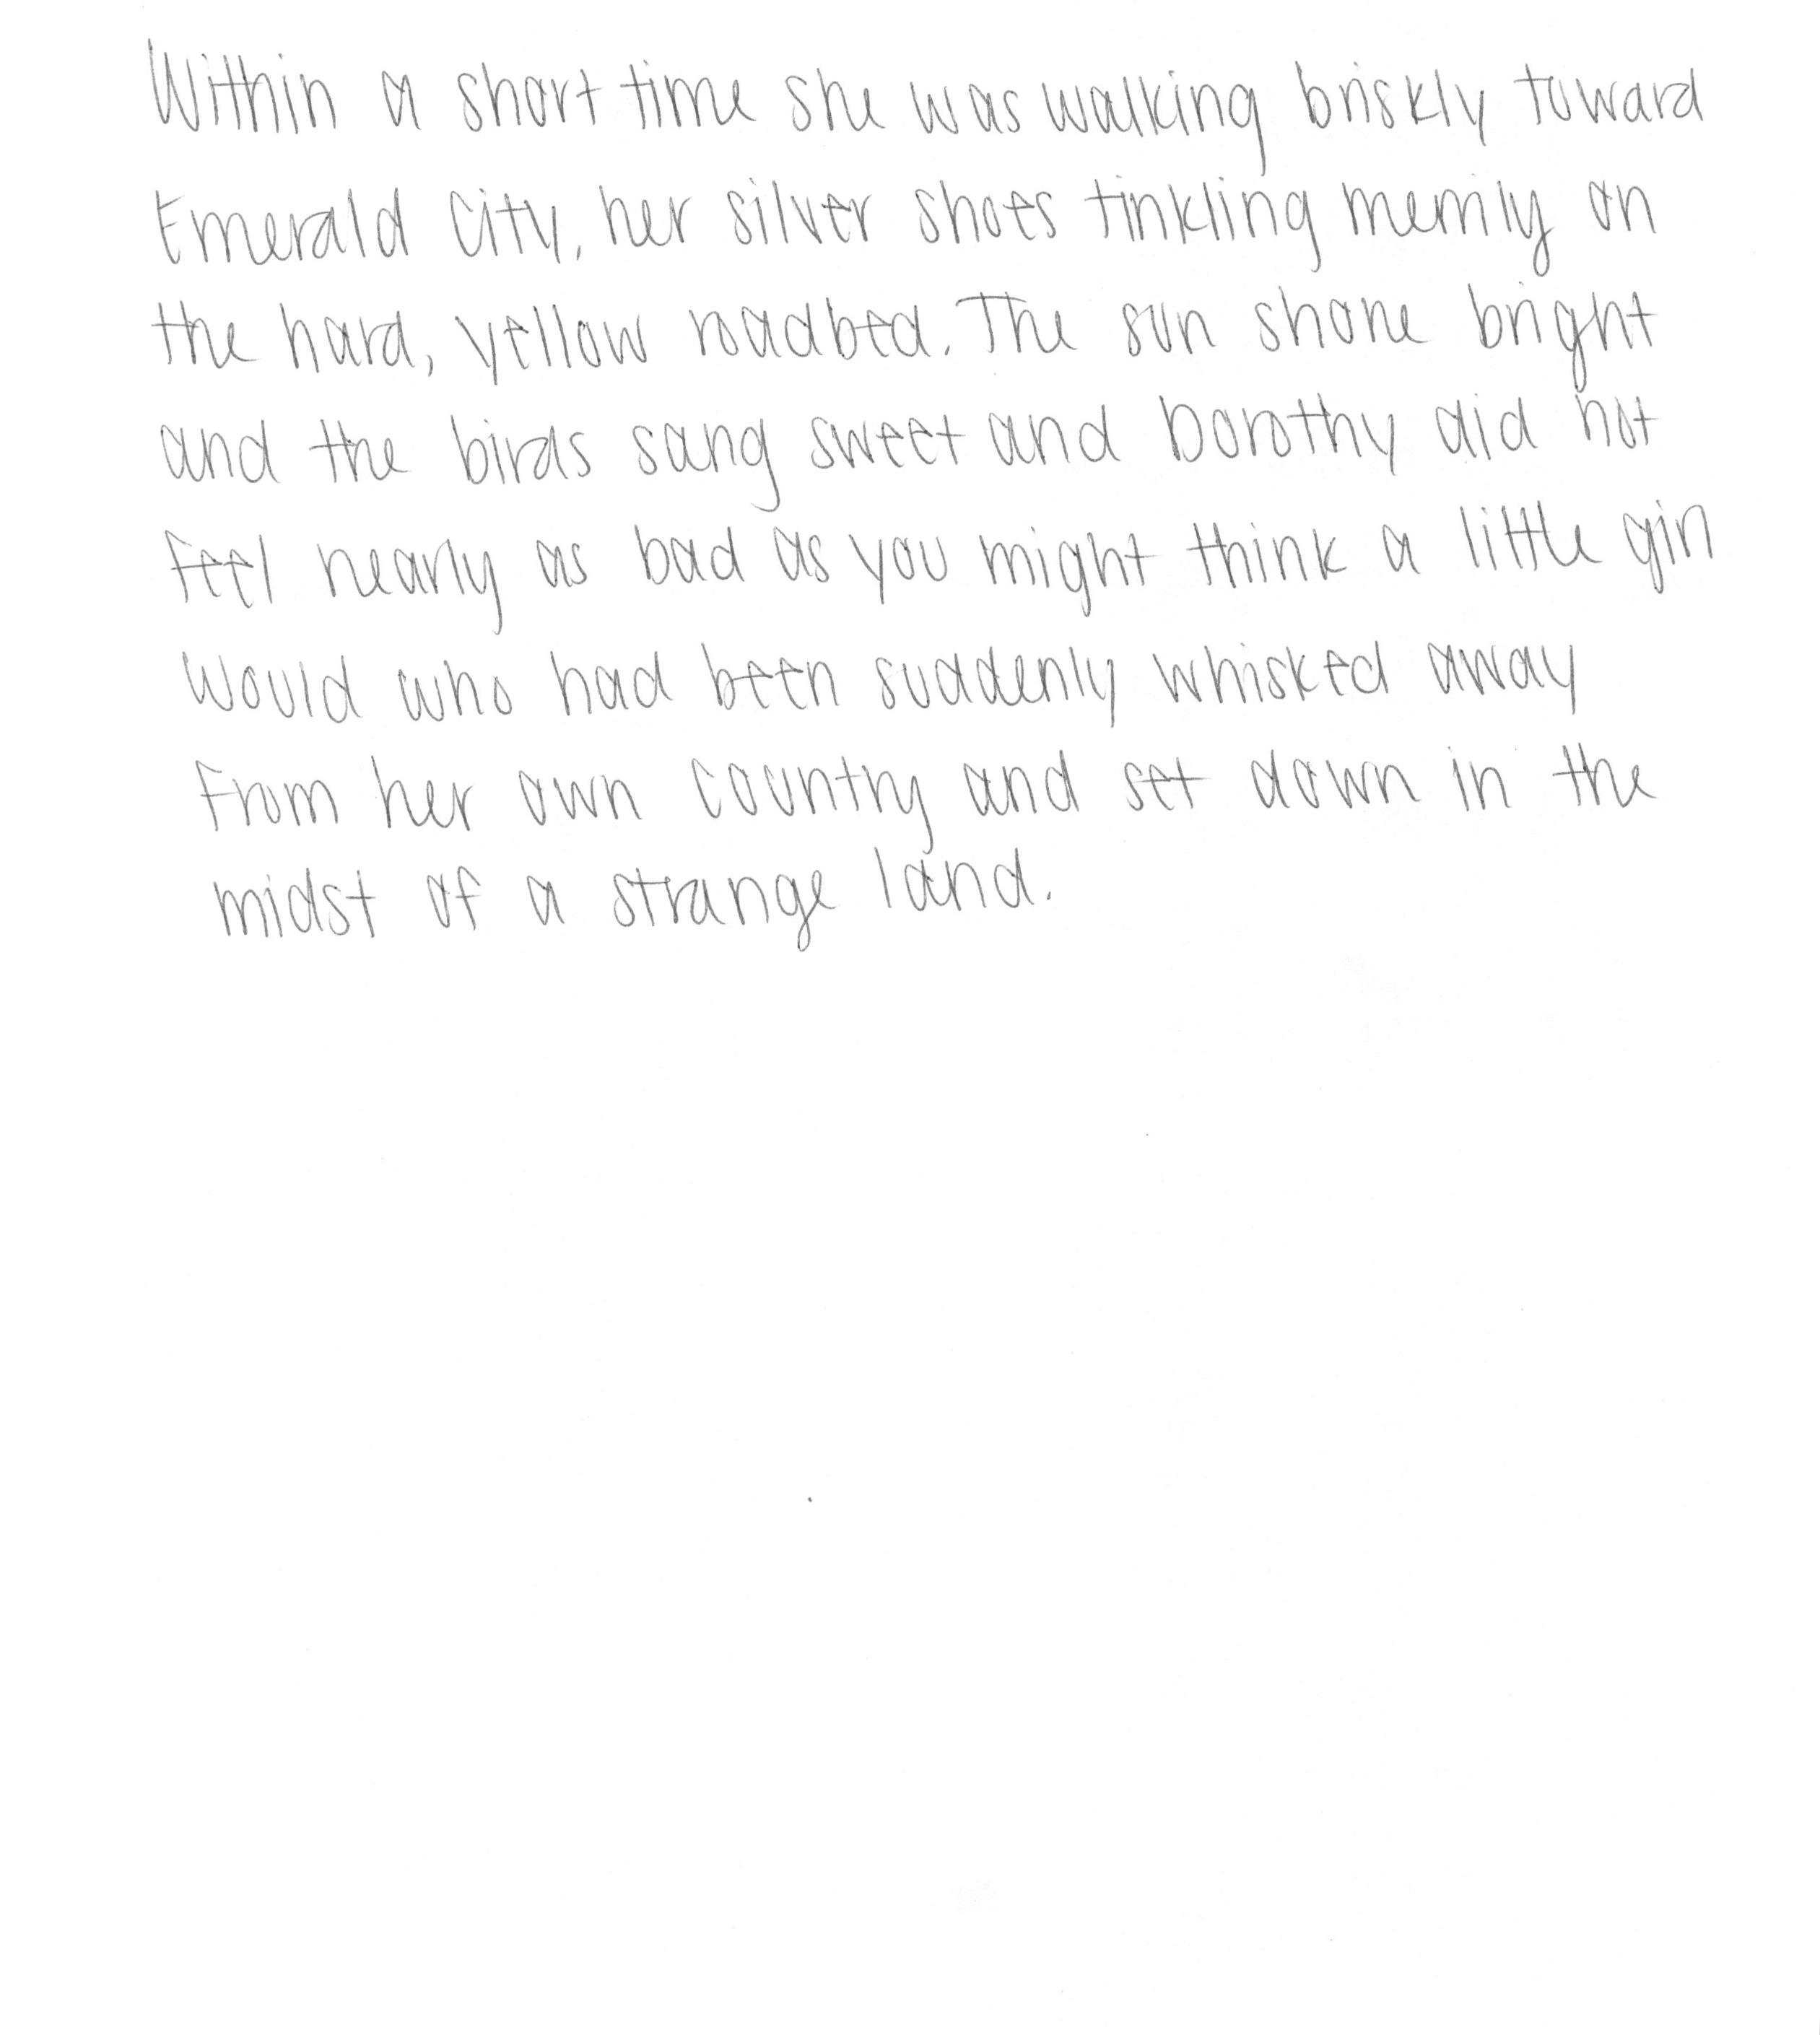 Within a short time she was walking briskly toward
Emerald City, her silver shoes tinkling merrily on
the hard, yellow roadbed. The sun shone bright
and the birds sang sweet and Dorothy did not
feel nearly as bad as you might think a little girl
would who had been suddenly whisked away
from her own country and set down in the
midst of a strange land.